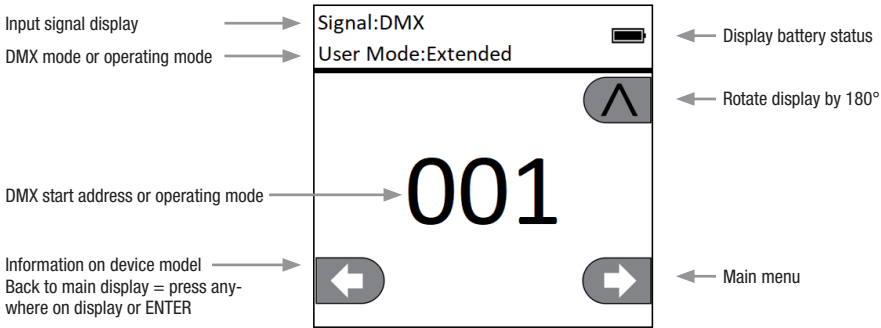 Input signal display
DMX mode or operating mode
Signal:DMX
User Mode:Extended
Display battery status
Rotate display by 180°
DMX start address or operating mode
001
Information on device model
Back to main display = press any-
where on display or ENTER
Main menu